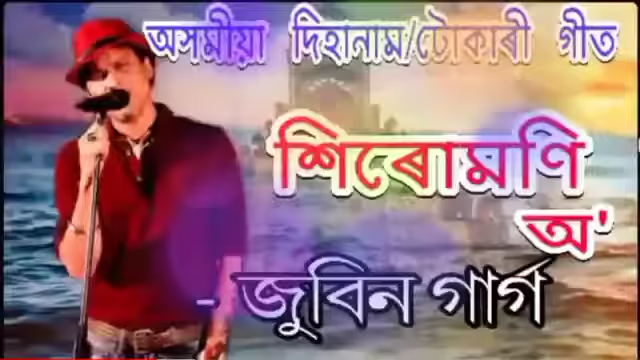 অসমীয়া দিহানাম/টোকাৰী গীত
শিৰোমণি
অ'
- জুবিন গাৰ্গ